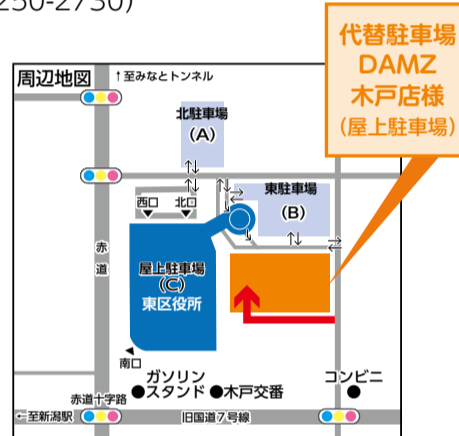 250-2730)
代替駐車場
DAMZ
木戸店様
(屋上駐車場)
周辺地図
↑至みなとトンネル
北駐車場
(A)
西口
北口
東駐車場
(B)
赤道
屋上駐車場
(C)
東区役所
南口
ガソリン
スタンド
木戸交番
コンビニ
赤道十字路
←至新潟駅
旧国道7号線